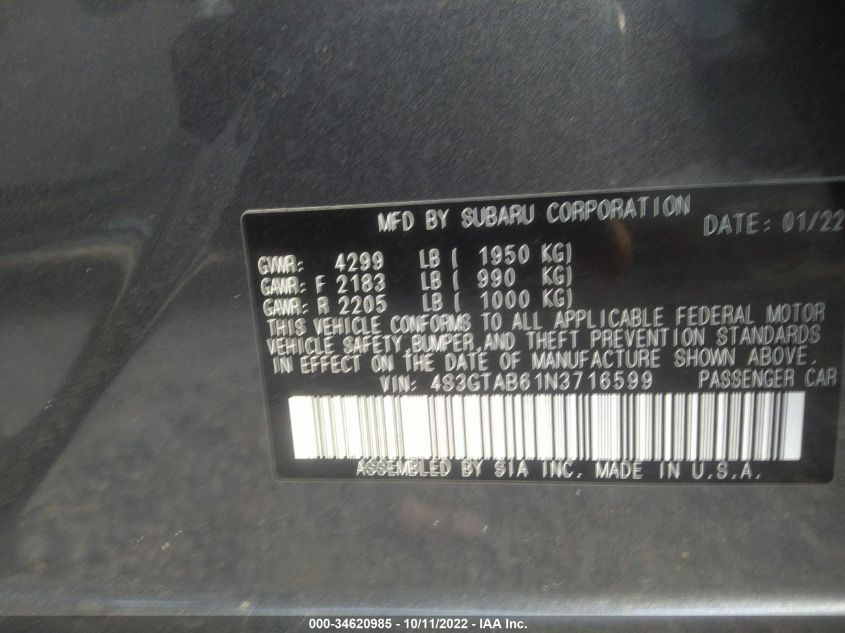 MFD BY SUBARU CORPORATION DATE: 01/22
GVWR: 4299 LB ( 1950 KG)
GAWR: F 2183 LB ( 990 KG)
GAWR: R 2205 LB ( 1000 KG)
THIS VEHICLE CONFORMS TO ALL APPLICABLE FEDERAL MOTOR
VEHICLE SAFETY,BUMPER,AND THEFT PREVENTION STANDARDS
IN EFFECT ON THE DATE OF MANUFACTURE SHOWN ABOVE.
VIN: 4S3GTAB61N3716599 PASSENGER CAR
ASSEMBLED BY SIA INC. MADE IN U.S.A.
000-34620985 - 10/11/2022 - IAA Inc.